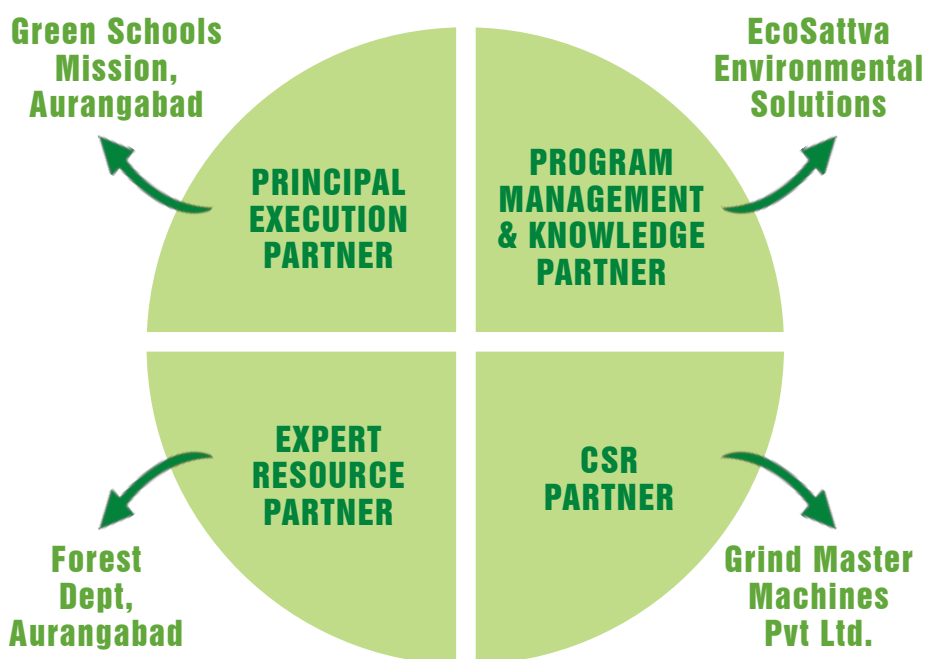 Green Schools
Mission,
Aurangabad
EcoSattva
Environmental
Solutions
PRINCIPAL
EXECUTION
PARTNER
PROGRAM
MANAGEMENT
& KNOWLEDGE
PARTNER
EXPERT
RESOURCE
PARTNER
CSR
PARTNER
Forest
Dept,
Aurangabad
Grind Master
Machines
Pvt Ltd.